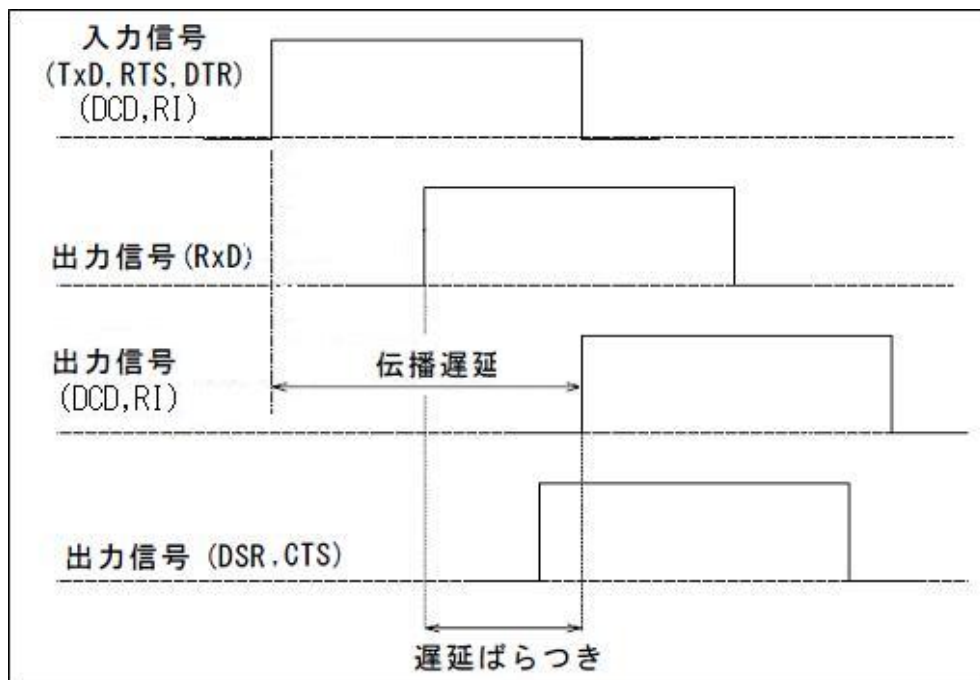 入力信号
(TxD,RTS,DTR)
(DCD,RI)
出力信号(RxD)
出力信号
(DCD,RI)
伝播遅延
出力信号 (DSR.CTS)
遅延ばらつき